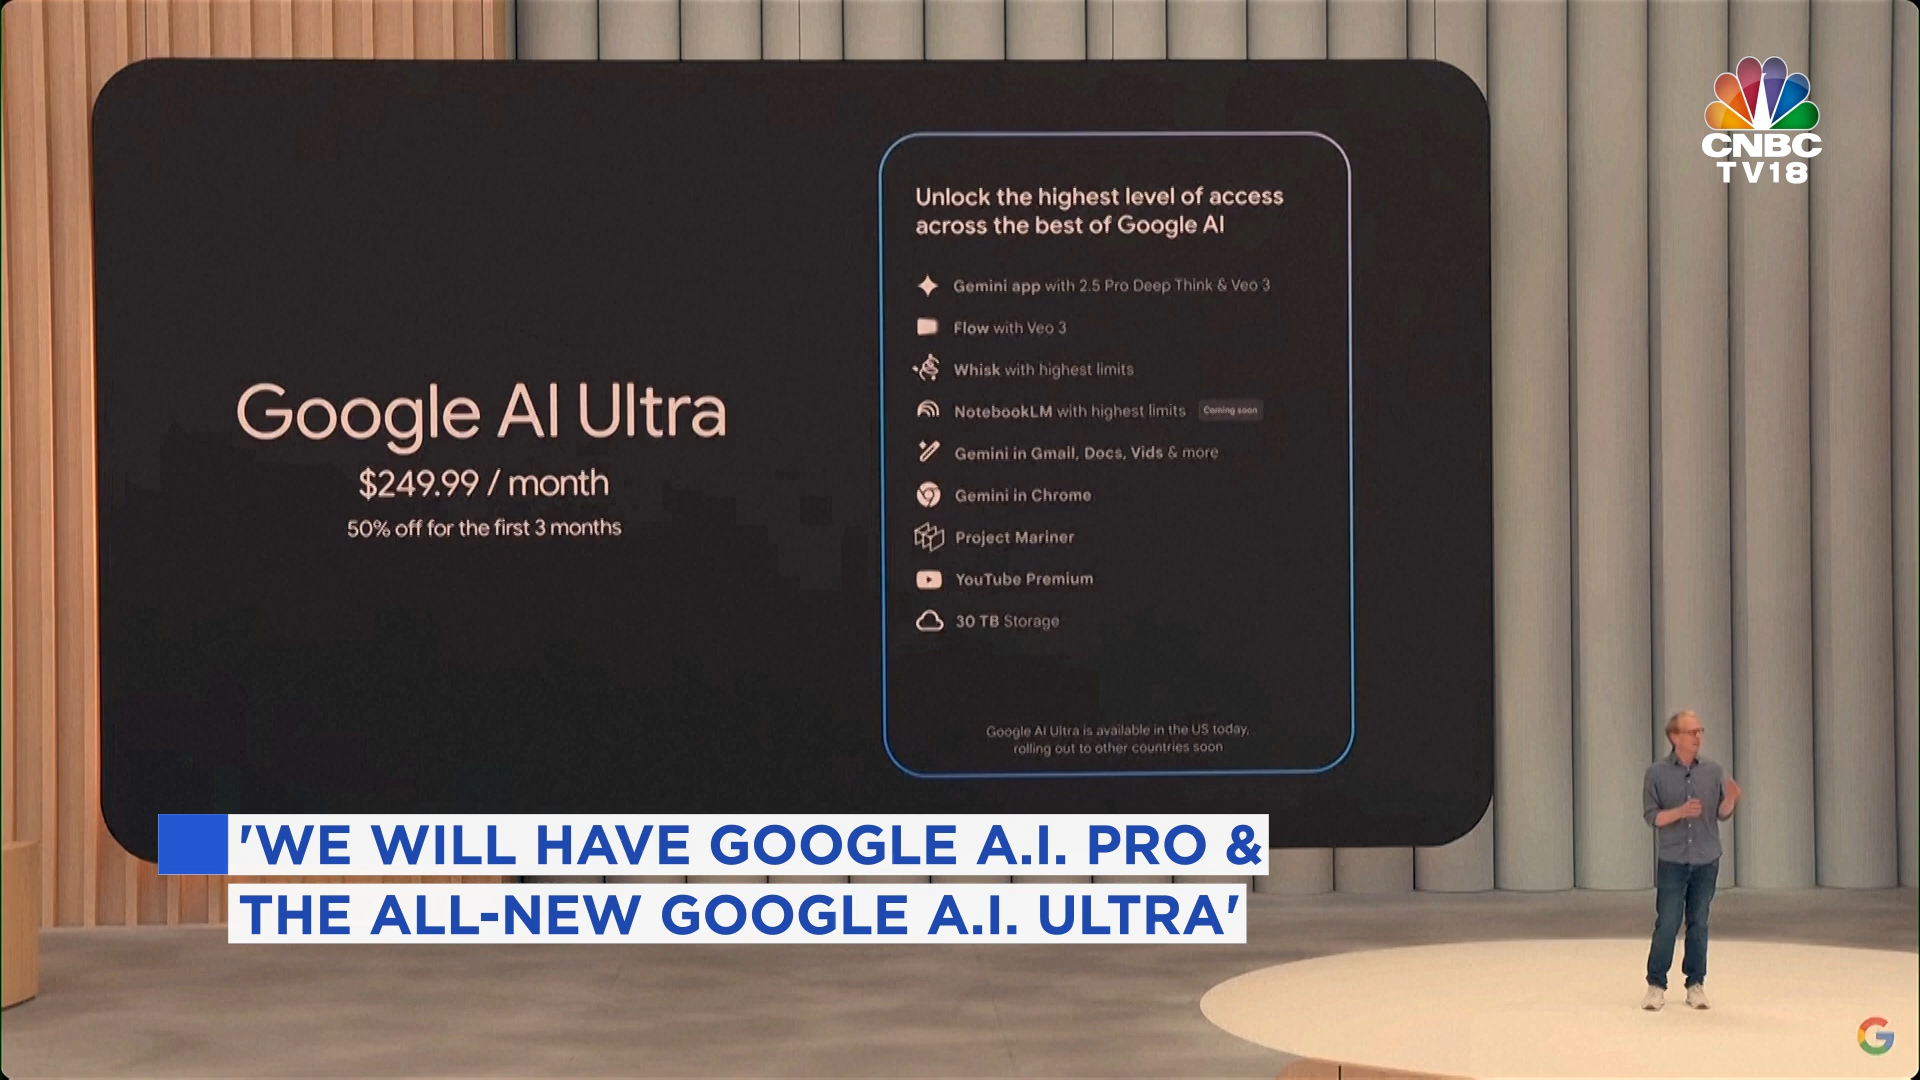 CNBC
TV18
Unlock the highest level of access
across the best of Google AI
Gemini app with 2.5 Pro Deep Think & Veo 3
Flow with Veo 3
Whisk with highest limits
NotebookLM with highest limits Coming soon
Gemini in Gmail, Docs, Vids & more
Gemini in Chrome
Project Mariner
YouTube Premium
30 TB Storage
Google AI Ultra is available in the US today,
rolling out to other countries soon
Google AI Ultra
$249.99 / month
50% off for the first 3 months
'WE WILL HAVE GOOGLE A.I. PRO &
THE ALL-NEW GOOGLE A.I. ULTRA'
G